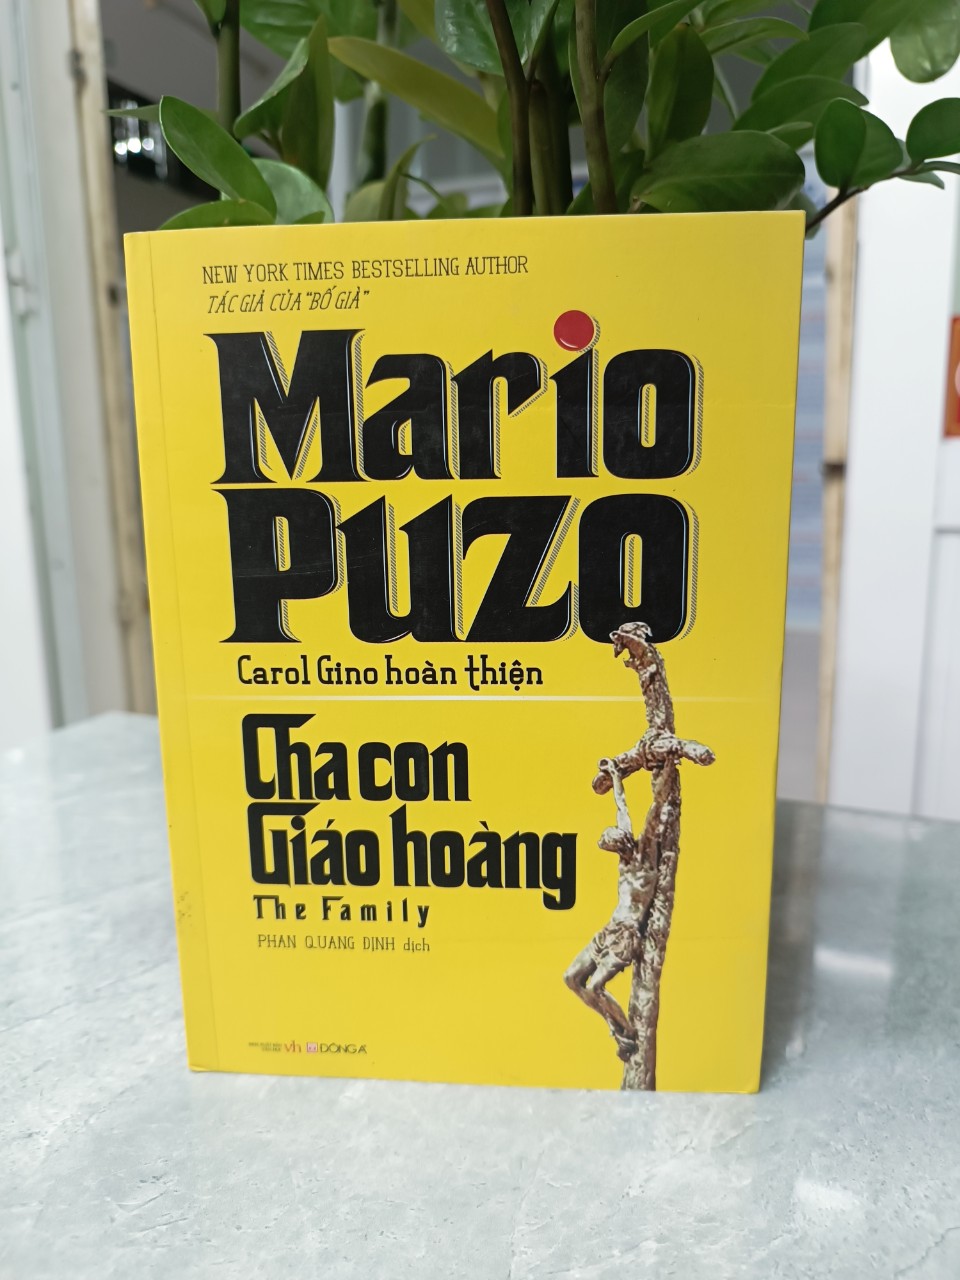 NEW YORK TIMES BESTSELLING AUTHOR
TÁC GIẢ CỦA "BỐ GIÀ"
Mario
Puzo
Carol Gino hoàn thiện
Cha con
Giáo hoàng
The Family
PHAN QUANG ĐỊNH dịch
vh ĐÔNG A